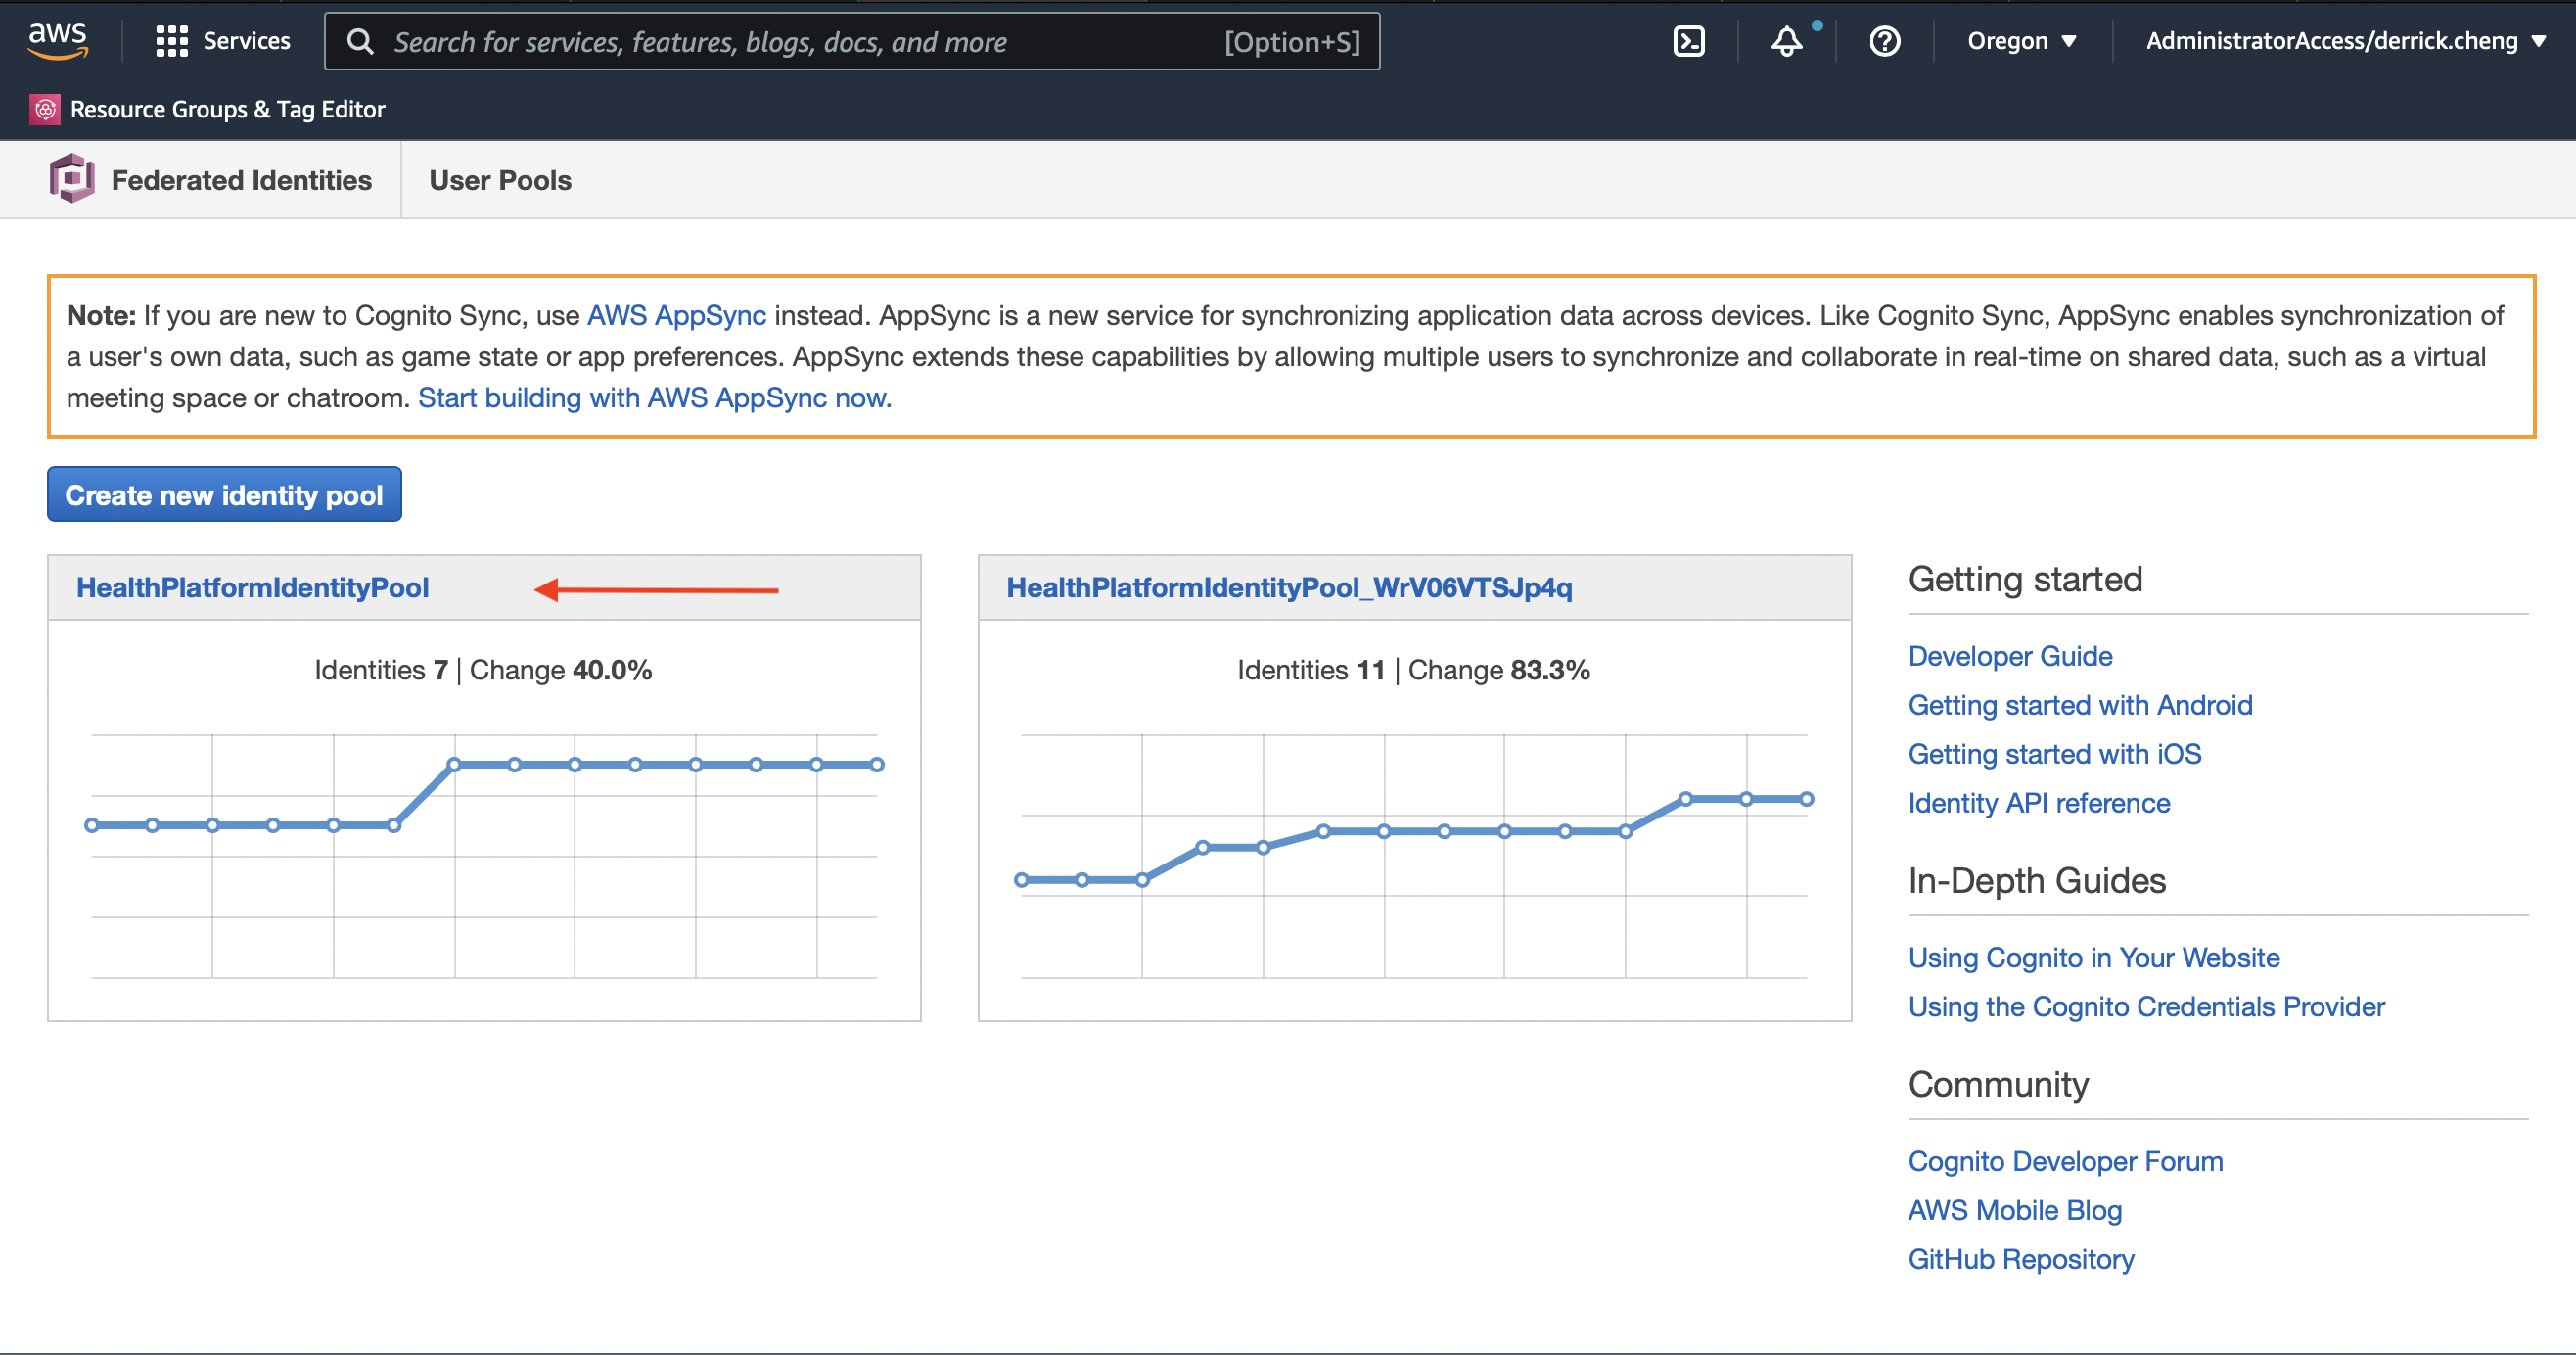 aws
Services
Search for services, features, blogs, docs, and more
[Option+S]
Oregon ▼
AdministratorAccess/derrick.cheng ▼
Resource Groups & Tag Editor
Federated Identities
User Pools
Note: If you are new to Cognito Sync, use AWS AppSync instead. AppSync is a new service for synchronizing application data across devices. Like Cognito Sync, AppSync enables synchronization of
a user's own data, such as game state or app preferences. AppSync extends these capabilities by allowing multiple users to synchronize and collaborate in real-time on shared data, such as a virtual
meeting space or chatroom. Start building with AWS AppSync now.
Create new identity pool
HealthPlatformIdentityPool
Identities 7 | Change 40.0%
HealthPlatformIdentityPool_WrV06VTSJp4q
Identities 11 | Change 83.3%
Getting started
Developer Guide
Getting started with Android
Getting started with iOS
Identity API reference
In-Depth Guides
Using Cognito in Your Website
Using the Cognito Credentials Provider
Community
Cognito Developer Forum
AWS Mobile Blog
GitHub Repository